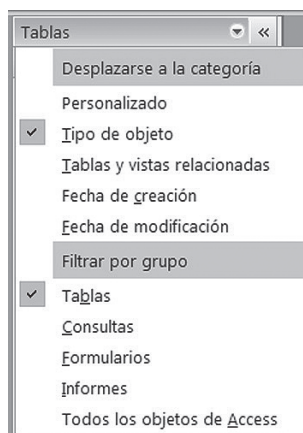 Tablas «
Desplazarse a la categoría
Personalizado
Tipo de objeto
Tablas y vistas relacionadas
Fecha de creación
Fecha de modificación
Filtrar por grupo
Tablas
Consultas
Formularios
Informes
Todos los objetos de Access